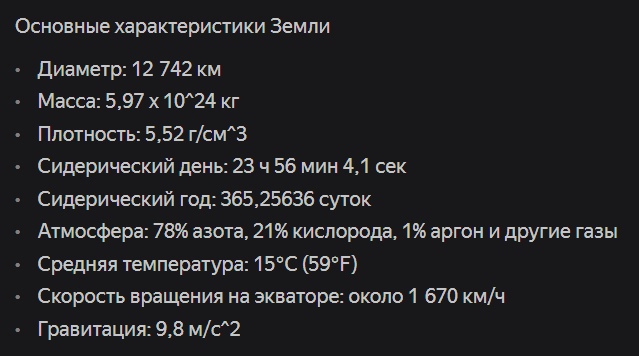 Основные характеристики Земли
• Диаметр: 12 742 км
• Масса: 5,97 x 10^24 кг
• Плотность: 5,52 г/см^3
• Сидерический день: 23 ч 56 мин 4,1 сек
• Сидерический год: 365,25636 суток
• Атмосфера: 78% азота, 21% кислорода, 1% аргон и другие газы
• Средняя температура: 15°C (59°F)
• Скорость вращения на экваторе: около 1 670 км/ч
• Гравитация: 9,8 м/с^2